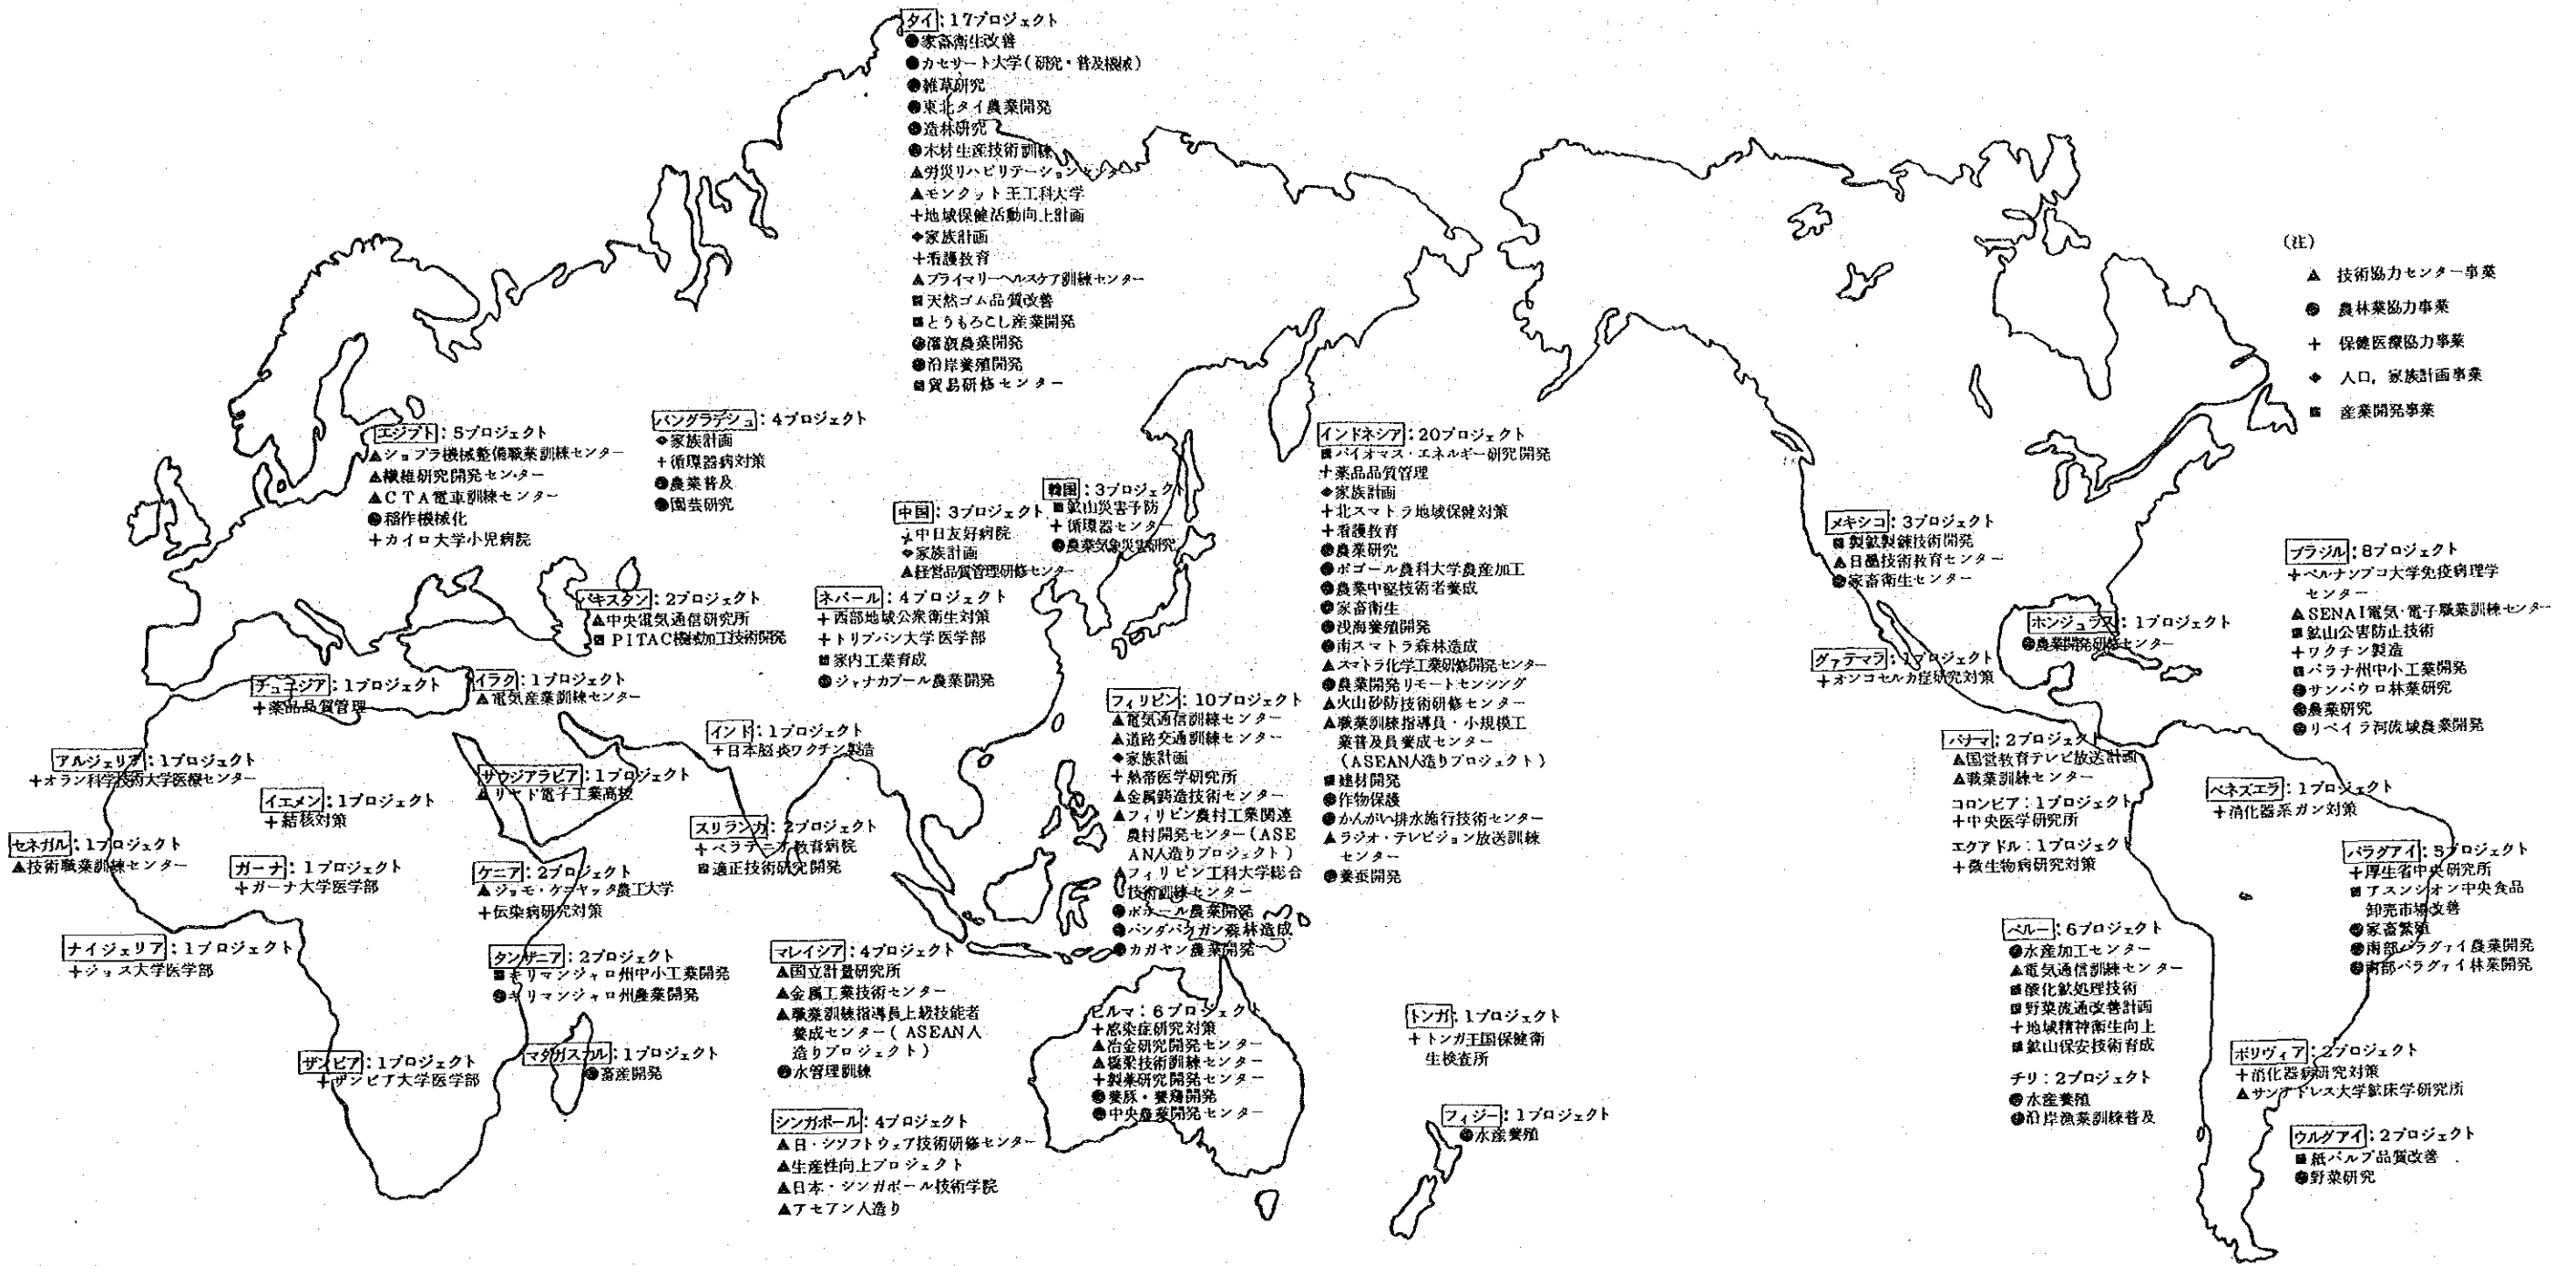 タイ：17プロジェクト
●家畜衛生改善
●カセサート大学(研究・普及機械)
●雑草研究
●東北タイ農業開発
●造林研究
●木材生産技術訓練
▲労災リハビリテーションセンター
▲モンクット王工科大学
＋地域保健活動向上計画
◆家族計画
＋看護教育
▲プライマリーヘルスケア訓練センター
■天然ゴム品質改善
■とうもろこし産業開発
●灌漑農業開発
●沿岸養殖開発
■貿易研修センター
(注)
▲ 技術協力センター事業
● 農林業協力事業
＋ 保健医療協力事業
◆ 人口，家族計画事業
■ 産業開発事業
エジプト：5プロジェクト
▲ショブラ機械整備職業訓練センター
▲繊維研究開発センター
▲CTA電車訓練センター
●稲作機械化
＋カイロ大学小児病院
バングラデシュ：4プロジェクト
◆家族計画
＋循環器病対策
●農業普及
●園芸研究
中国：3プロジェクト
＋中日友好病院
◆家族計画
▲経営品質管理研修センター
韓国：3プロジェクト
■鉱山災害予防
＋循環器センター
●農業気象災害研究
インドネシア：20プロジェクト
■バイオマス・エネルギー研究開発
＋薬品品質管理
◆家族計画
＋北スマトラ地域保健対策
＋看護教育
●農業研究
●ボゴール農科大学農産加工
●農業中堅技術者養成
●家畜衛生
●浅海養殖開発
●南スマトラ森林造成
▲スマトラ化学工業研修開発センター
●農業開発リモートセンシング
▲火山砂防技術研修センター
▲職業訓練指導員・小規模工
業普及員養成センター
(ASEAN人造りプロジェクト)
■建材開発
●作物保護
●かんがい排水施行技術センター
▲ラジオ・テレビジョン放送訓練
センター
●養蚕開発
メキシコ：3プロジェクト
■製鉱製錬技術開発
▲日墨技術教育センター
●家畜衛生センター
ブラジル：8プロジェクト
＋ペルナンブコ大学免疫病理学
センター
▲SENAI電気・電子職業訓練センター
■鉱山公害防止技術
＋ワクチン製造
■パラナ州中小工業開発
●サンパウロ林業研究
●農業研究
●リベイラ河流域農業開発
パキスタン：2プロジェクト
▲中央電気通信研究所
■PITAC機械加工技術開発
ネパール：4プロジェクト
＋西部地域公衆衛生対策
＋トリブバン大学医学部
■家内工業育成
●ジャナカプール農業開発
ホンジュラス：1プロジェクト
●農業開発研修センター
グァテマラ：1プロジェクト
＋オンコセルカ症研究対策
チュニジア：1プロジェクト
＋薬品品質管理
イラク：1プロジェクト
▲電気産業訓練センター
インド：1プロジェクト
＋日本脳炎ワクチン製造
フィリピン：10プロジェクト
▲電気通信訓練センター
▲道路交通訓練センター
◆家族計画
＋熱帯医学研究所
▲金属鋳造技術センター
▲フィリピン農村工業関連
農村開発センター(ASE
AN人造りプロジェクト)
▲フィリピン工科大学総合
技術訓練センター
●ボホール農業開発
●パンダバンガン森林造成
●カガヤン農業開発
アルジェリア：1プロジェクト
＋オラン科学技術大学医療センター
イエメン：1プロジェクト
＋結核対策
サウジアラビア：1プロジェクト
▲リヤド電子工業高校
パナマ：2プロジェクト
▲国営教育テレビ放送計画
▲職業訓練センター
コロンビア：1プロジェクト
＋中央医学研究所
エクアドル：1プロジェクト
＋微生物病研究対策
ベネズエラ：1プロジェクト
＋消化器系ガン対策
セネガル：1プロジェクト
▲技術職業訓練センター
ガーナ：1プロジェクト
＋ガーナ大学医学部
ケニア：2プロジェクト
▲ジョモ・ケニヤッタ農工大学
＋伝染病研究対策
スリランカ：2プロジェクト
＋ペラデニア教育病院
■適正技術研究開発
パラグアイ：5プロジェクト
＋厚生省中央研究所
■アスンシオン中央食品
卸売市場改善
●家畜繁殖
●南部パラグァイ農業開発
●南部パラグァイ林業開発
ナイジェリア：1プロジェクト
＋ジョス大学医学部
タンザニア：2プロジェクト
■キリマンジャロ州中小工業開発
●キリマンジャロ州農業開発
マレイシア：4プロジェクト
▲国立計量研究所
▲金属工業技術センター
▲職業訓練指導員上級技能者
養成センター(ASEAN人
造りプロジェクト)
●水管理訓練
ビルマ：6プロジェクト
＋感染症研究対策
▲冶金研究開発センター
▲橋梁技術訓練センター
＋製薬研究開発センター
●養豚・養鶏開発
●中央農業開発センター
トンガ：1プロジェクト
＋トンガ王国保健衛
生検査所
ペルー：6プロジェクト
●水産加工センター
▲電気通信訓練センター
■酸化鉱処理技術
■野菜流通改善計画
＋地域精神衛生向上
■鉱山保安技術育成
チリ：2プロジェクト
●水産養殖
●沿岸漁業訓練普及
ボリヴィア：2プロジェクト
＋消化器病研究対策
▲サンアドレス大学鉱床学研究所
ザンビア：1プロジェクト
＋ザンビア大学医学部
マダガスカル：1プロジェクト
●畜産開発
シンガポール：4プロジェクト
▲日・シソフトウェア技術研修センター
▲生産性向上プロジェクト
▲日本・シンガポール技術学院
▲アセアン人造り
フィジー：1プロジェクト
●水産養殖
ウルグアイ：2プロジェクト
■紙パルプ品質改善
●野菜研究